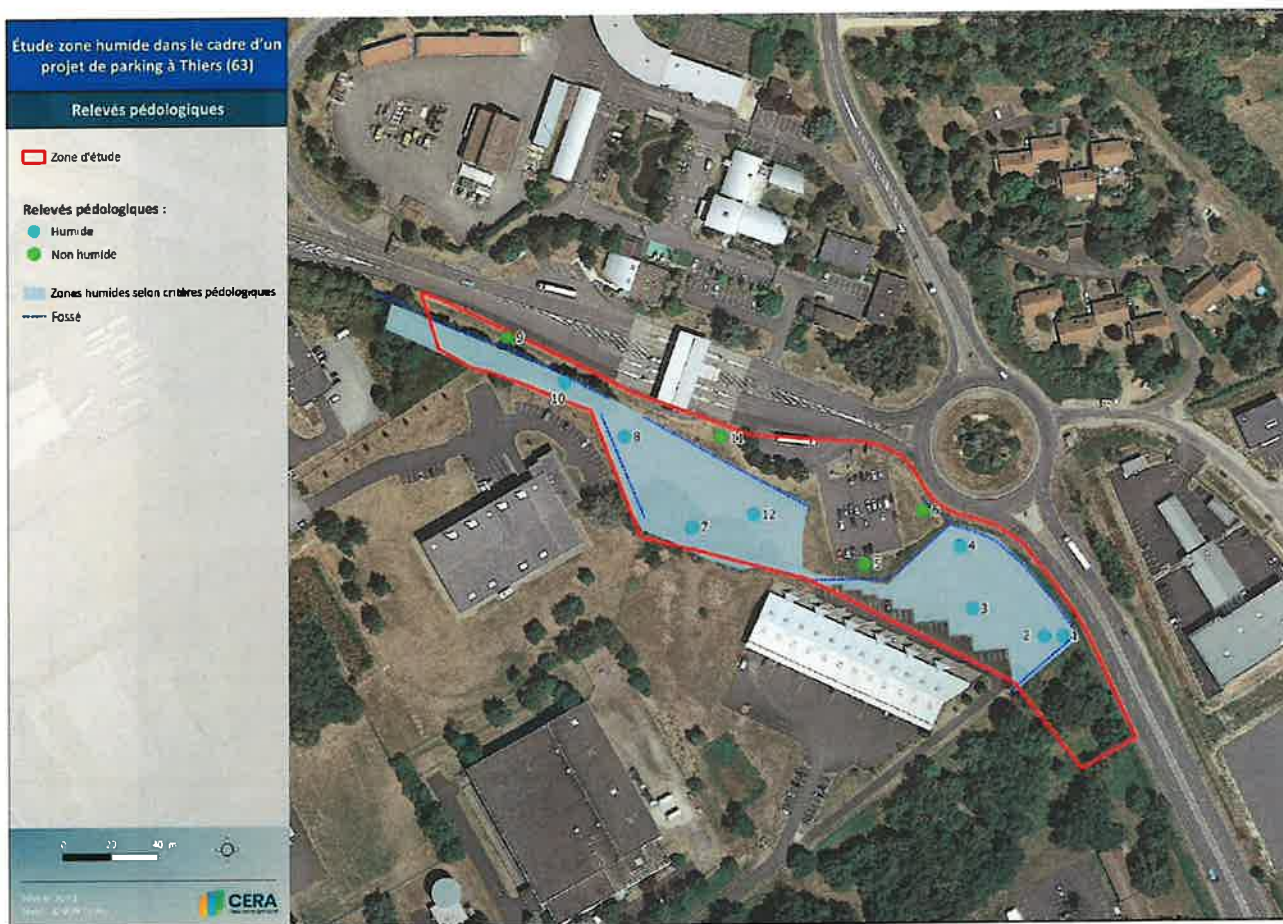 Étude zone humide dans le cadre d'un
projet de parking à Thiers (63)
Relevés pédologiques
Zone d'étude
Relevés pédologiques :
Humide
Non humide
Zones humides selon critères pédologiques
Fossé
0 20 40 m
CERA
9
10
8
11
12
7
6
5
4
3
2 1